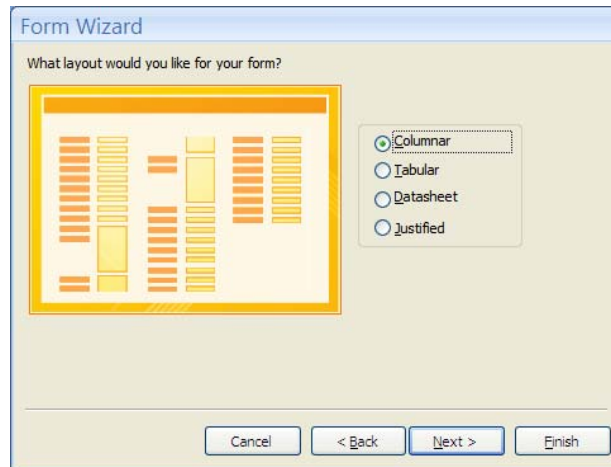 Form Wizard
What layout would you like for your form?
Columnar
Tabular
Datasheet
Justified
Cancel
< Back
Next >
Finish